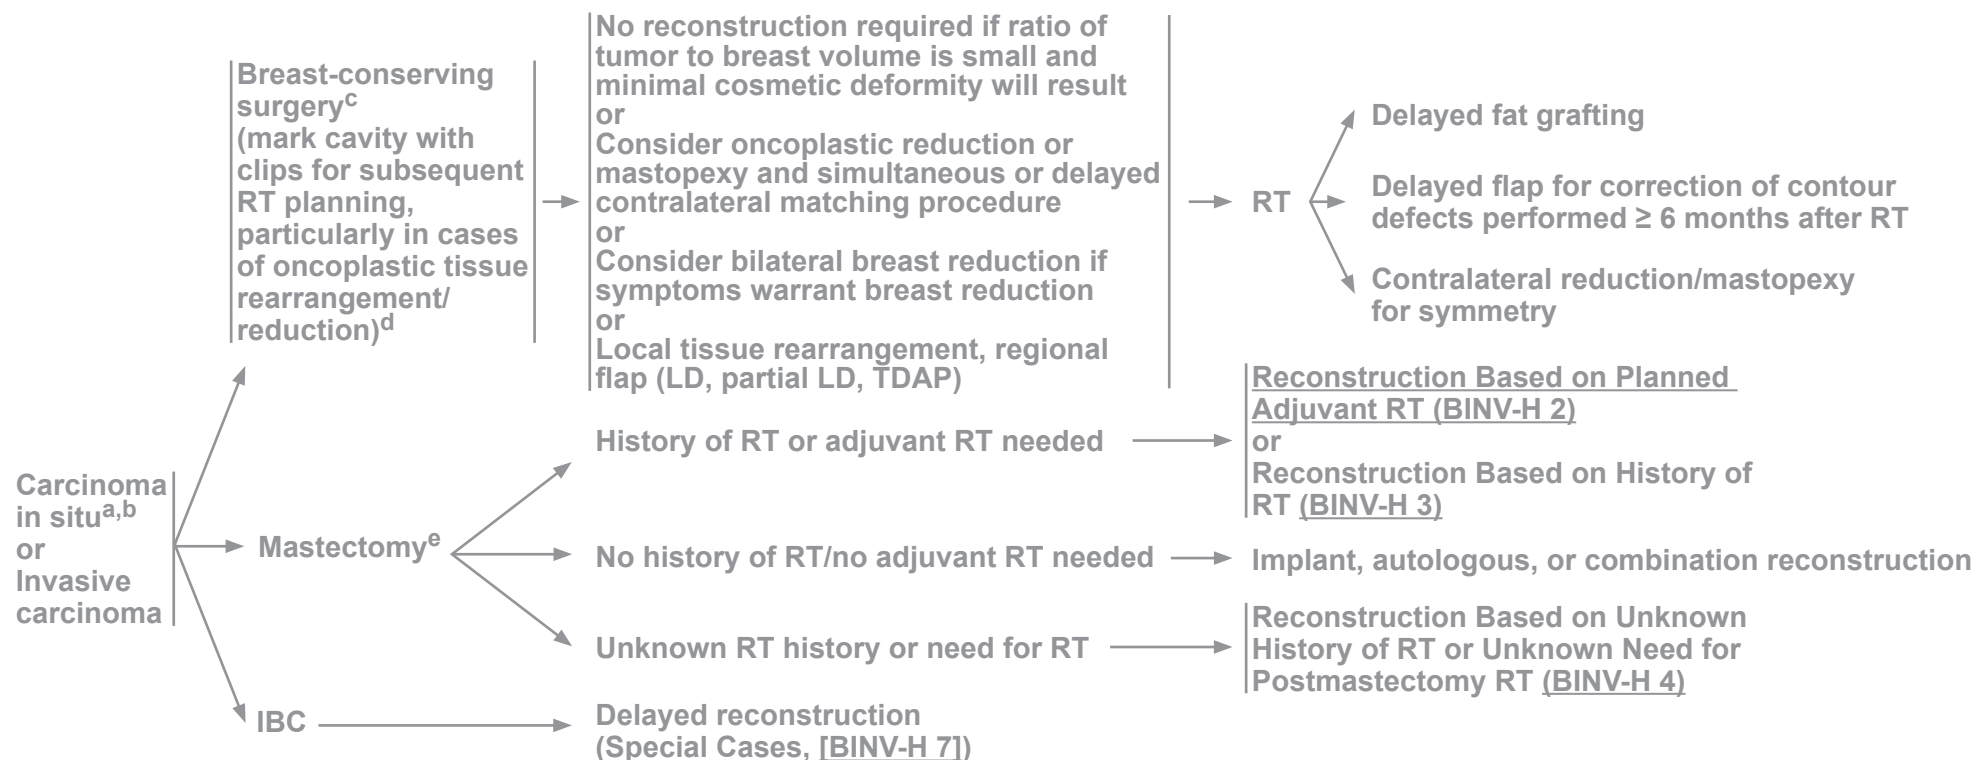 Carcinoma
in situa,b
or
Invasive
carcinoma
Breast-conserving
surgeryc
(mark cavity with
clips for subsequent
RT planning,
particularly in cases
of oncoplastic tissue
rearrangement/
reduction)d
No reconstruction required if ratio of
tumor to breast volume is small and
minimal cosmetic deformity will result
or
Consider oncoplastic reduction or
mastopexy and simultaneous or delayed
contralateral matching procedure
or
Consider bilateral breast reduction if
symptoms warrant breast reduction
or
Local tissue rearrangement, regional
flap (LD, partial LD, TDAP)
RT
Delayed fat grafting
Delayed flap for correction of contour
defects performed ≥ 6 months after RT
Contralateral reduction/mastopexy
for symmetry
Mastectomye
History of RT or adjuvant RT needed
Reconstruction Based on Planned
Adjuvant RT (BINV-H 2)
or
Reconstruction Based on History of
RT (BINV-H 3)
No history of RT/no adjuvant RT needed
Implant, autologous, or combination reconstruction
Unknown RT history or need for RT
Reconstruction Based on Unknown
History of RT or Unknown Need for
Postmastectomy RT (BINV-H 4)
IBC
Delayed reconstruction
(Special Cases, [BINV-H 7])